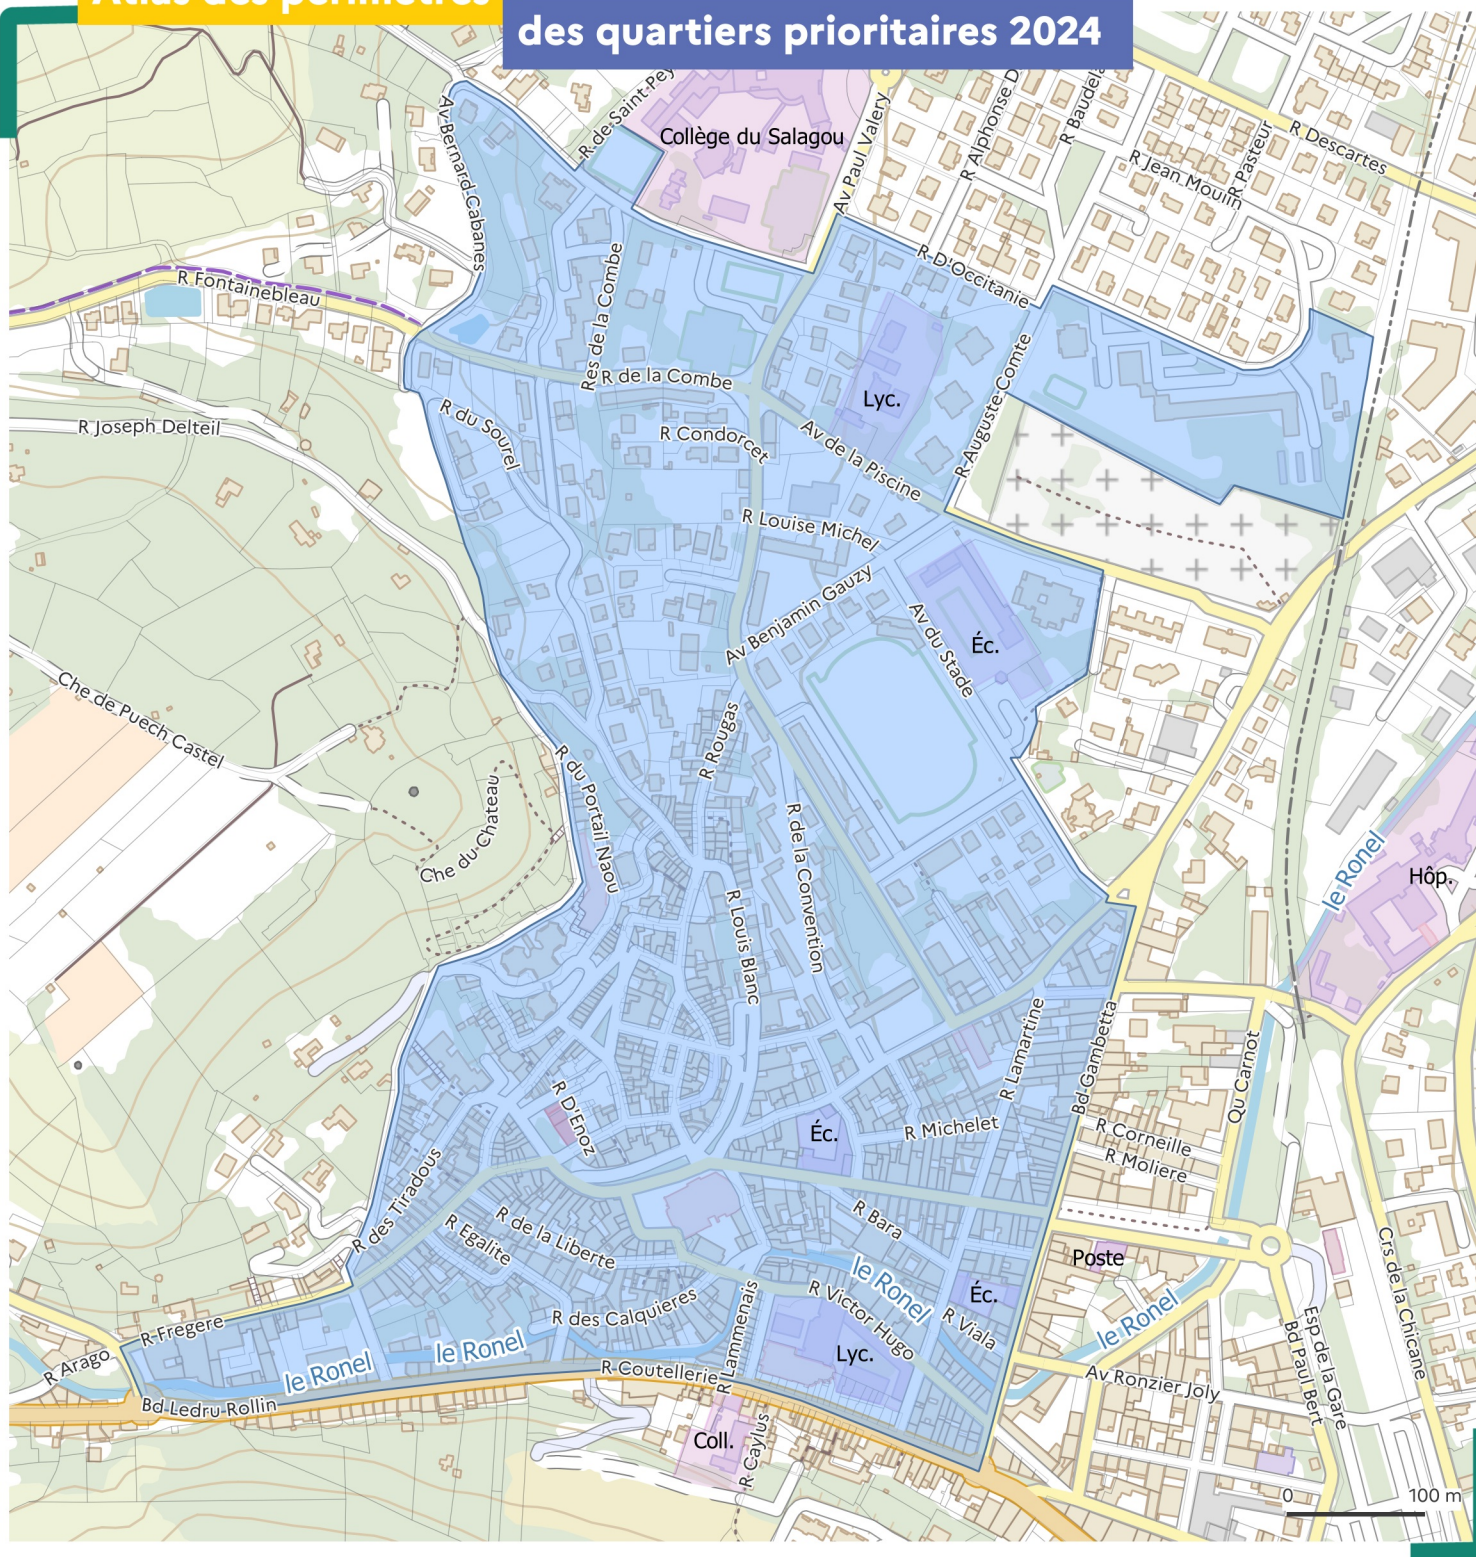 Atlas des périmètres
des quartiers prioritaires 2024
R de Saint-Pey
Collège du Salagou
Av Paul Valery
R Alphonse D
R Baudela
R Descartes
R Pasteur
R Jean Moulin
Av Bernard Cabanes
R Fontainebleau
Res de la Combe
R D'Occitanie
R de la Combe
R Auguste Comte
Lyc.
R du Sourel
R Joseph Delteil
R Condorcet
Av de la Piscine
R Louise Michel
Av Benjamin Gauzy
Av du Stade
Éc.
Che de Puech Castel
R Rougas
R du Portail Naou
Che du Chateau
R de la Convention
R Louis Blanc
le Ronel
Hôp.
R Lamartine
Bd Gambetta
Qu Carnot
R D'Enoz
Éc.
R Michelet
R Corneille
R Moliere
R des Tiradous
R Egalite
R de la Liberte
R Bara
le Ronel
Poste
Éc.
R Viala
le Ronel
Crs de la Chicane
R des Calquieres
R Lammenais
R Victor Hugo
Lyc.
R Fregere
R Arago
le Ronel
le Ronel
R Coutellerie
Bd Ledru Rollin
Av Ronzier Joly
Bd Paul Bert
Esp de la Gare
Coll.
R Caylus
0 100 m